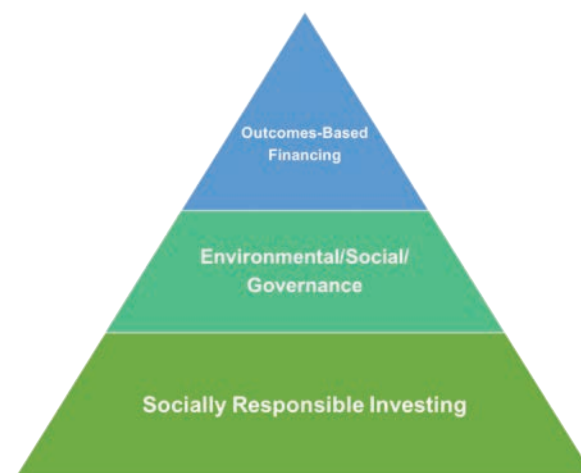 Outcomes-Based
Financing
Environmental/Social/
Governance
Socially Responsible Investing